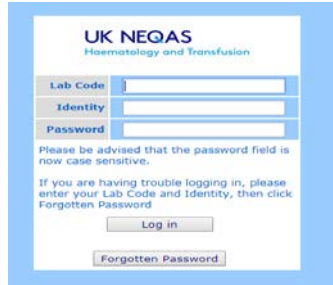 UK NEQAS
Haematology and Transfusion
Lab Code
Identity
Password
Please be advised that the password field is
now case sensitive.
If you are having trouble logging in, please
enter your Lab Code and Identity, then click
Forgotten Password
Log in
Forgotten Password